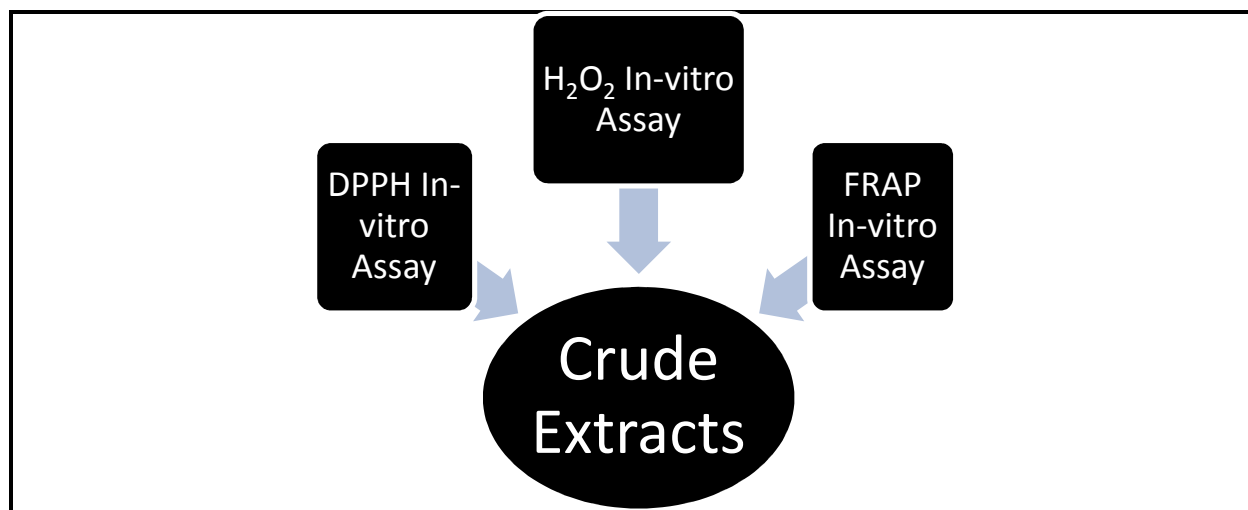 H₂O₂ In-vitro
Assay
DPPH In-
vitro
Assay
FRAP
In-vitro
Assay
Crude
Extracts